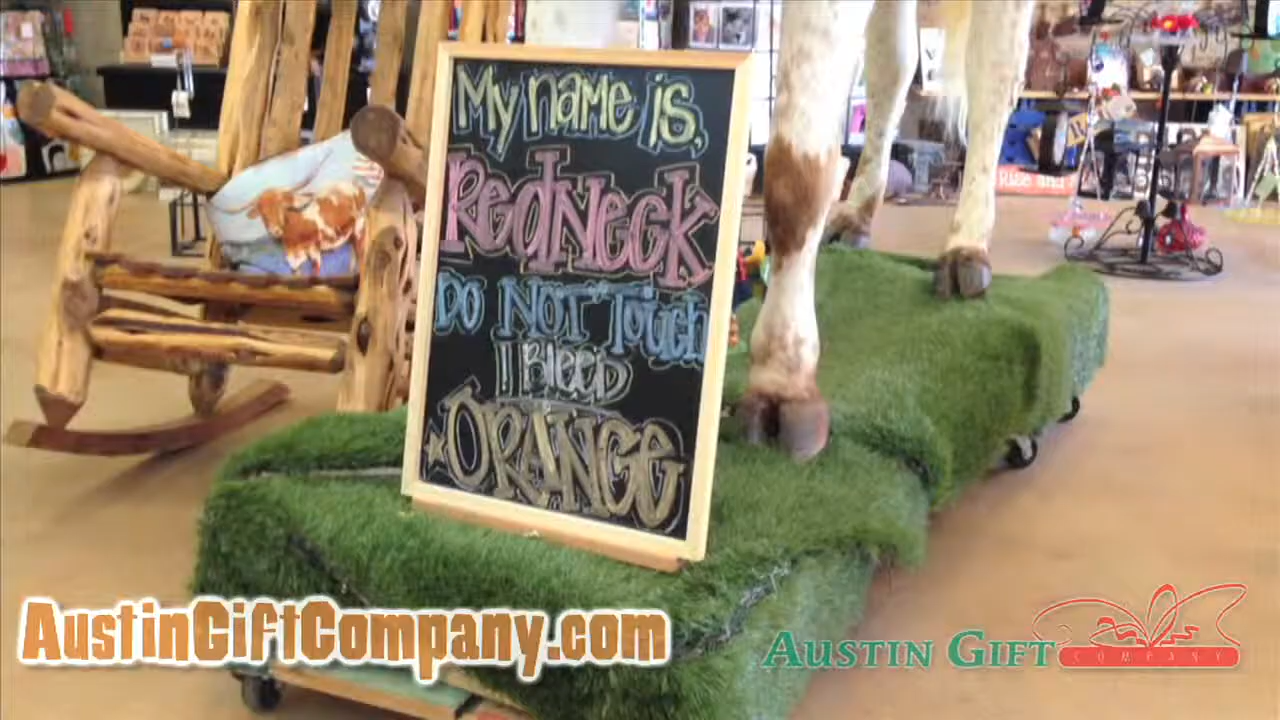 My name is,
RedNeck
DO NOT Touch
I Bleed
ORANGE
AustinGiftCompany.com
AUSTIN GIFT
COMPANY